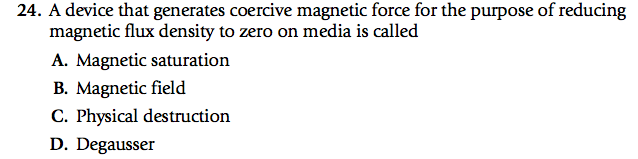 24. A device that generates coercive magnetic force for the purpose of reducing
magnetic flux density to zero on media is called
A. Magnetic saturation
B. Magnetic field
C. Physical destruction
D. Degausser